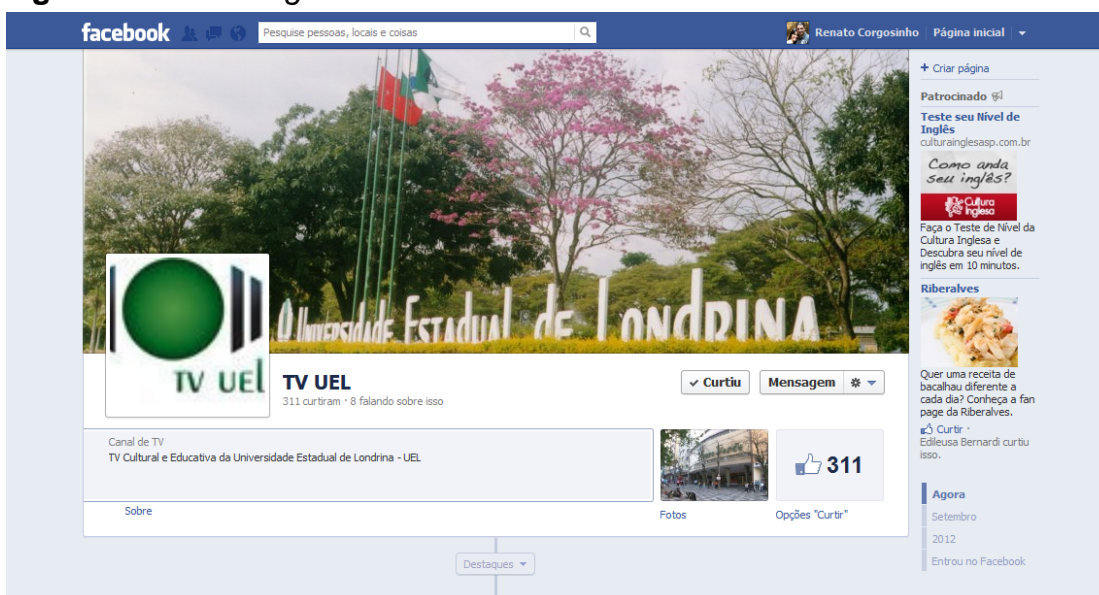 facebook
Pesquise pessoas, locais e coisas
Renato Corgosinho
Página inicial
UNIVERSIDADE ESTADUAL dE LONdRINA
TV UEL
TV UEL
311 curtiram · 8 falando sobre isso
Curtiu
Mensagem
Canal de TV
TV Cultural e Educativa da Universidade Estadual de Londrina - UEL
311
Sobre
Fotos
Opções "Curtir"
Destaques
+ Criar página
Patrocinado
Teste seu Nível de
Inglês
culturainglesasp.com.br
Como anda
seu inglês?
Cultura
Inglesa
Faça o Teste de Nível da
Cultura Inglesa e
Descubra seu nível de
inglês em 10 minutos.
Riberalves
Quer uma receita de
bacalhau diferente a
cada dia? Conheça a fan
page da Riberalves.
Curtir ·
Edileusa Bernardi curtiu
isso.
Agora
Setembro
2012
Entrou no Facebook